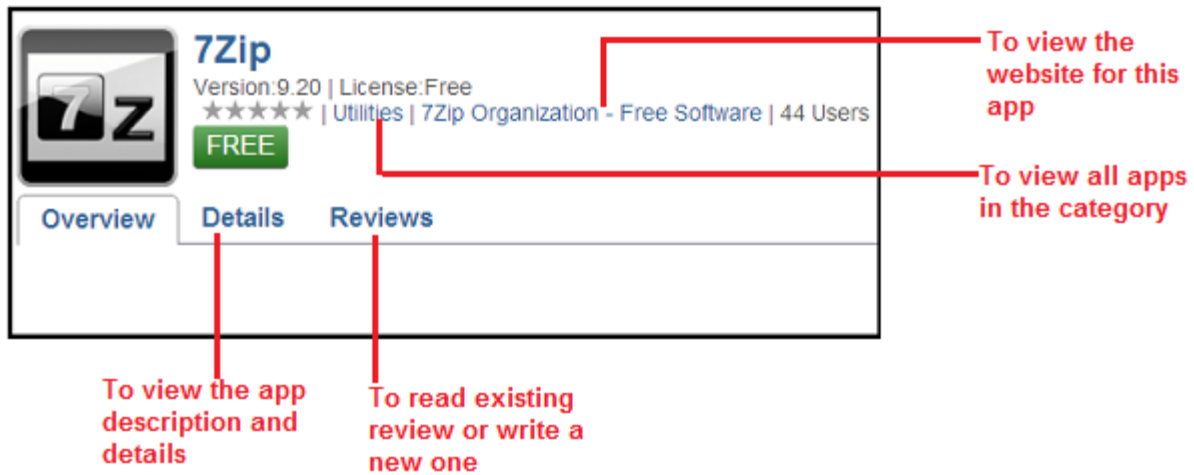 7Zip
Version:9.20 | License:Free
| Utilities | 7Zip Organization - Free Software | 44 Users
FREE
7z
Overview Details Reviews
To view the
website for this
app
To view all apps
in the category
To view the app
description and
details
To read existing
review or write a
new one